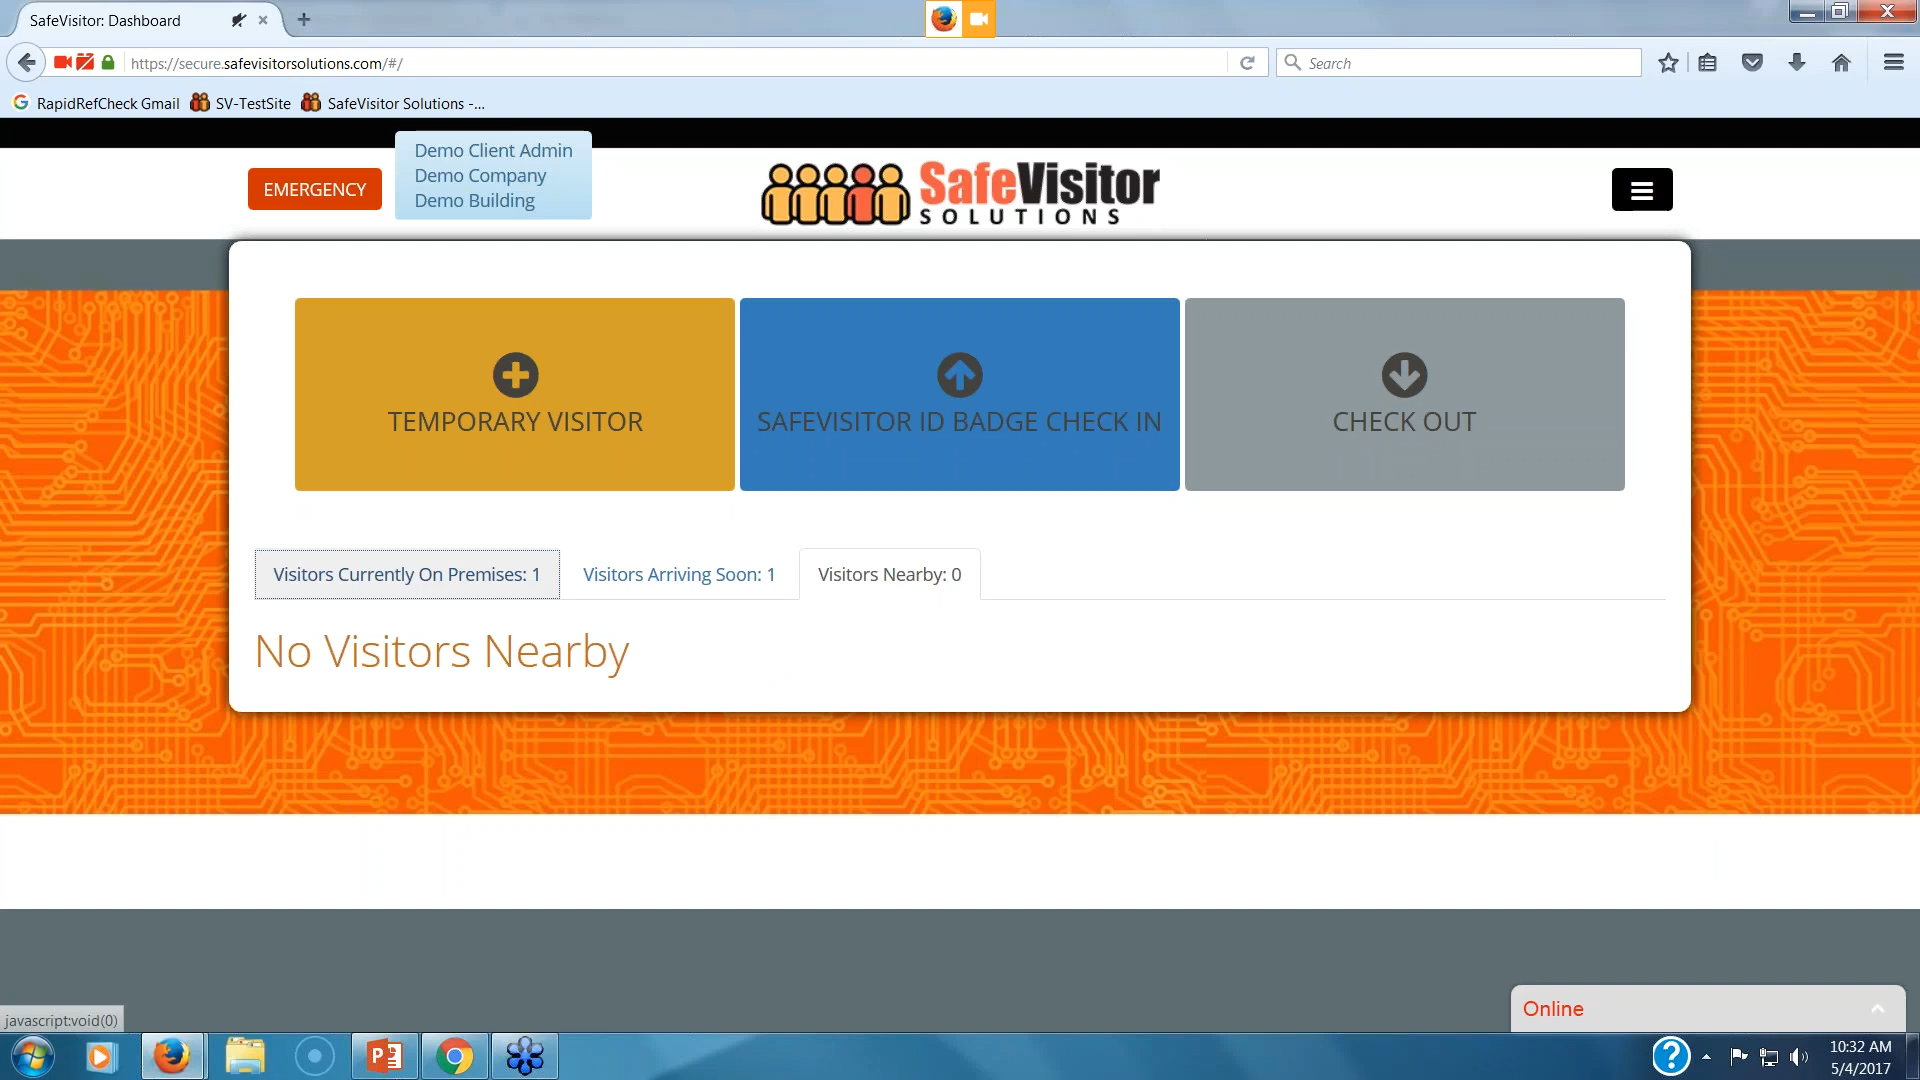 SafeVisitor: Dashboard
https://secure.safevisitorsolutions.com/#/
Search
RapidRefCheck Gmail
SV-TestSite
SafeVisitor Solutions -...
EMERGENCY
Demo Client Admin
Demo Company
Demo Building
SafeVisitor
SOLUTIONS
TEMPORARY VISITOR
SAFEVISITOR ID BADGE CHECK IN
CHECK OUT
Visitors Currently On Premises: 1
Visitors Arriving Soon: 1
Visitors Nearby: 0
No Visitors Nearby
Online
javascript:void(0)
10:32 AM
5/4/2017